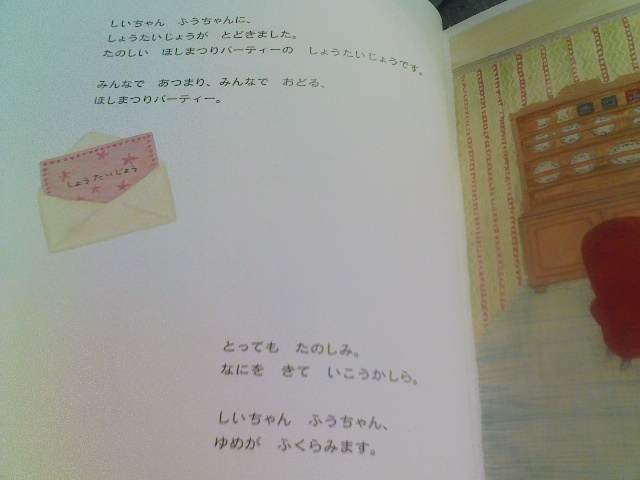 しいちゃん　ふうちゃんに、
しょうたいじょうが　とどきました。
たのしい　ほしまつりパーティーの　しょうたいじょうです。
みんなで　あつまり、みんなで　おどる、
ほしまつりパーティー。
しょうたいじょう
とっても　たのしみ。
なにを　きて　いこうかしら。
しいちゃん　ふうちゃん、
ゆめが　ふくらみます。